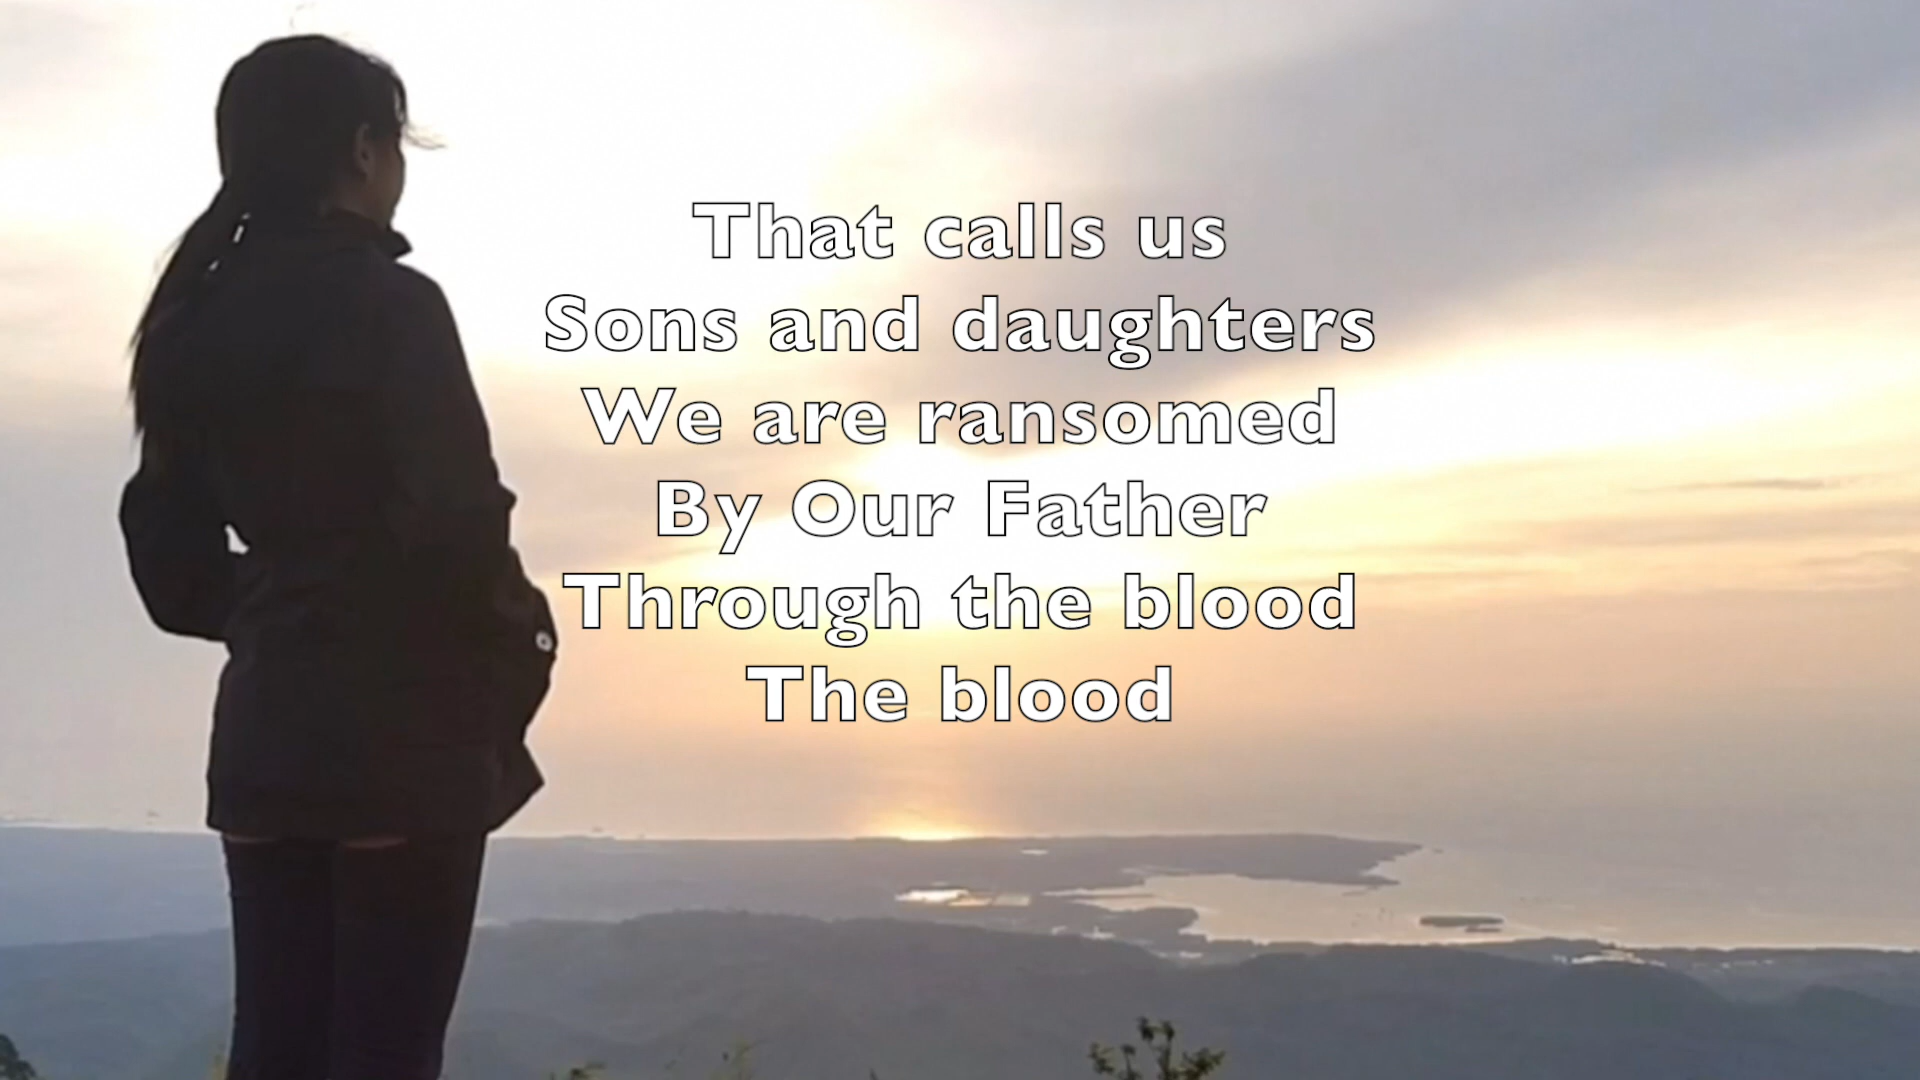 That calls us
Sons and daughters
We are ransomed
By Our Father
Through the blood
The blood